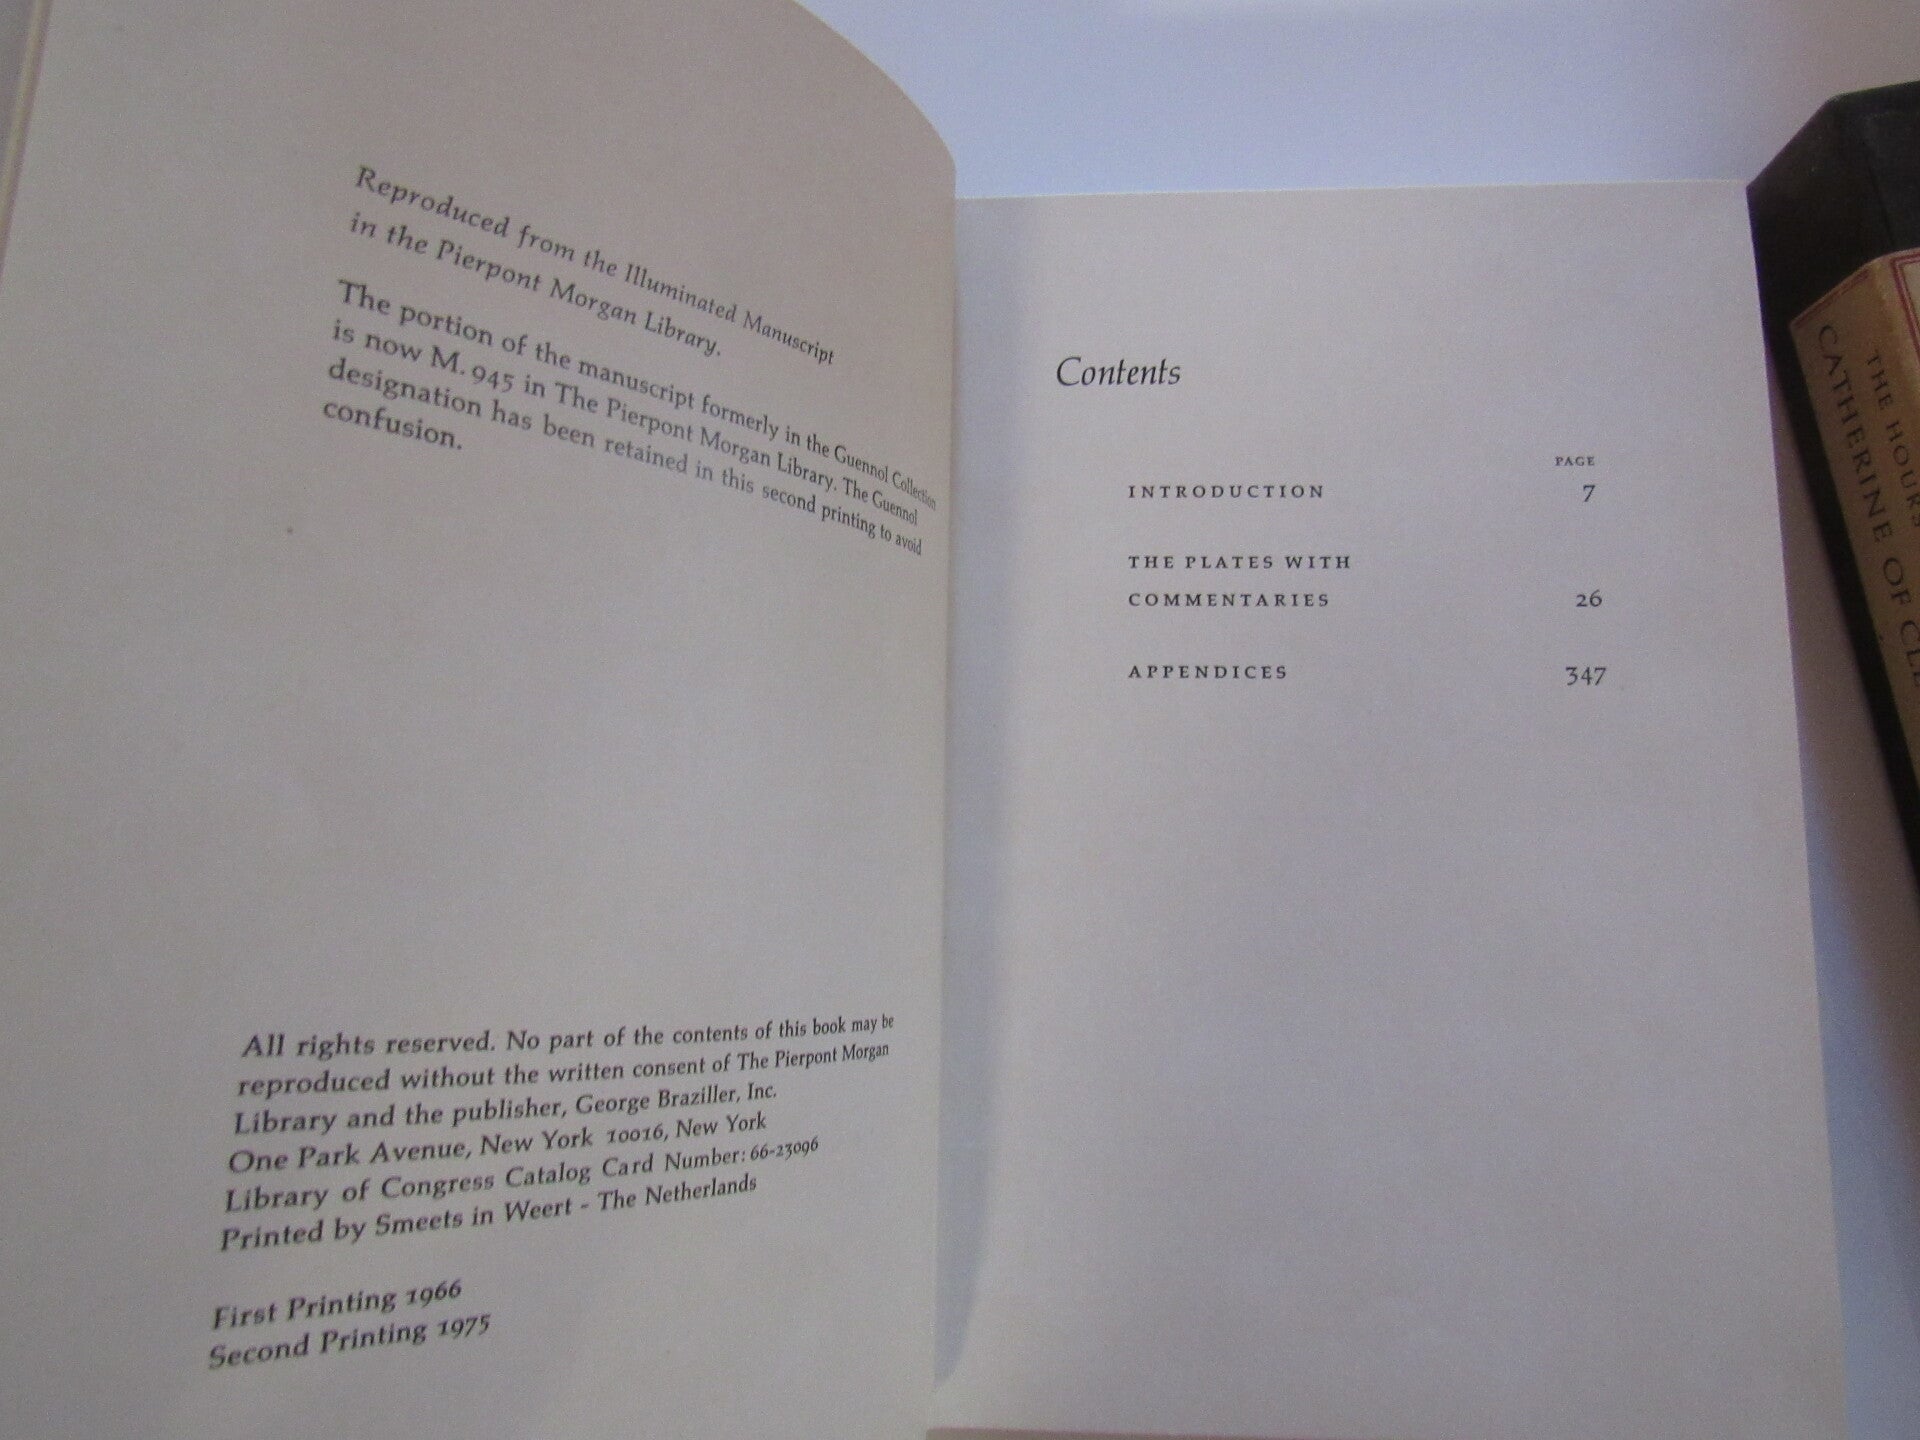 Reproduced from the Illuminated Manuscript
in the Pierpont Morgan Library.
The portion of the manuscript formerly in the Guennol Collection
is now M. 945 in The Pierpont Morgan Library. The Guennol
designation has been retained in this second printing to avoid
confusion.
All rights reserved. No part of the contents of this book may be
reproduced without the written consent of The Pierpont Morgan
Library and the publisher, George Braziller, Inc.
One Park Avenue, New York 10016, New York
Library of Congress Catalog Card Number: 66-23096
Printed by Smeets in Weert - The Netherlands
First Printing 1966
Second Printing 1975
Contents
PAGE
INTRODUCTION 7
THE PLATES WITH
COMMENTARIES 26
APPENDICES 347
THE HOURS
CATHERINE OF